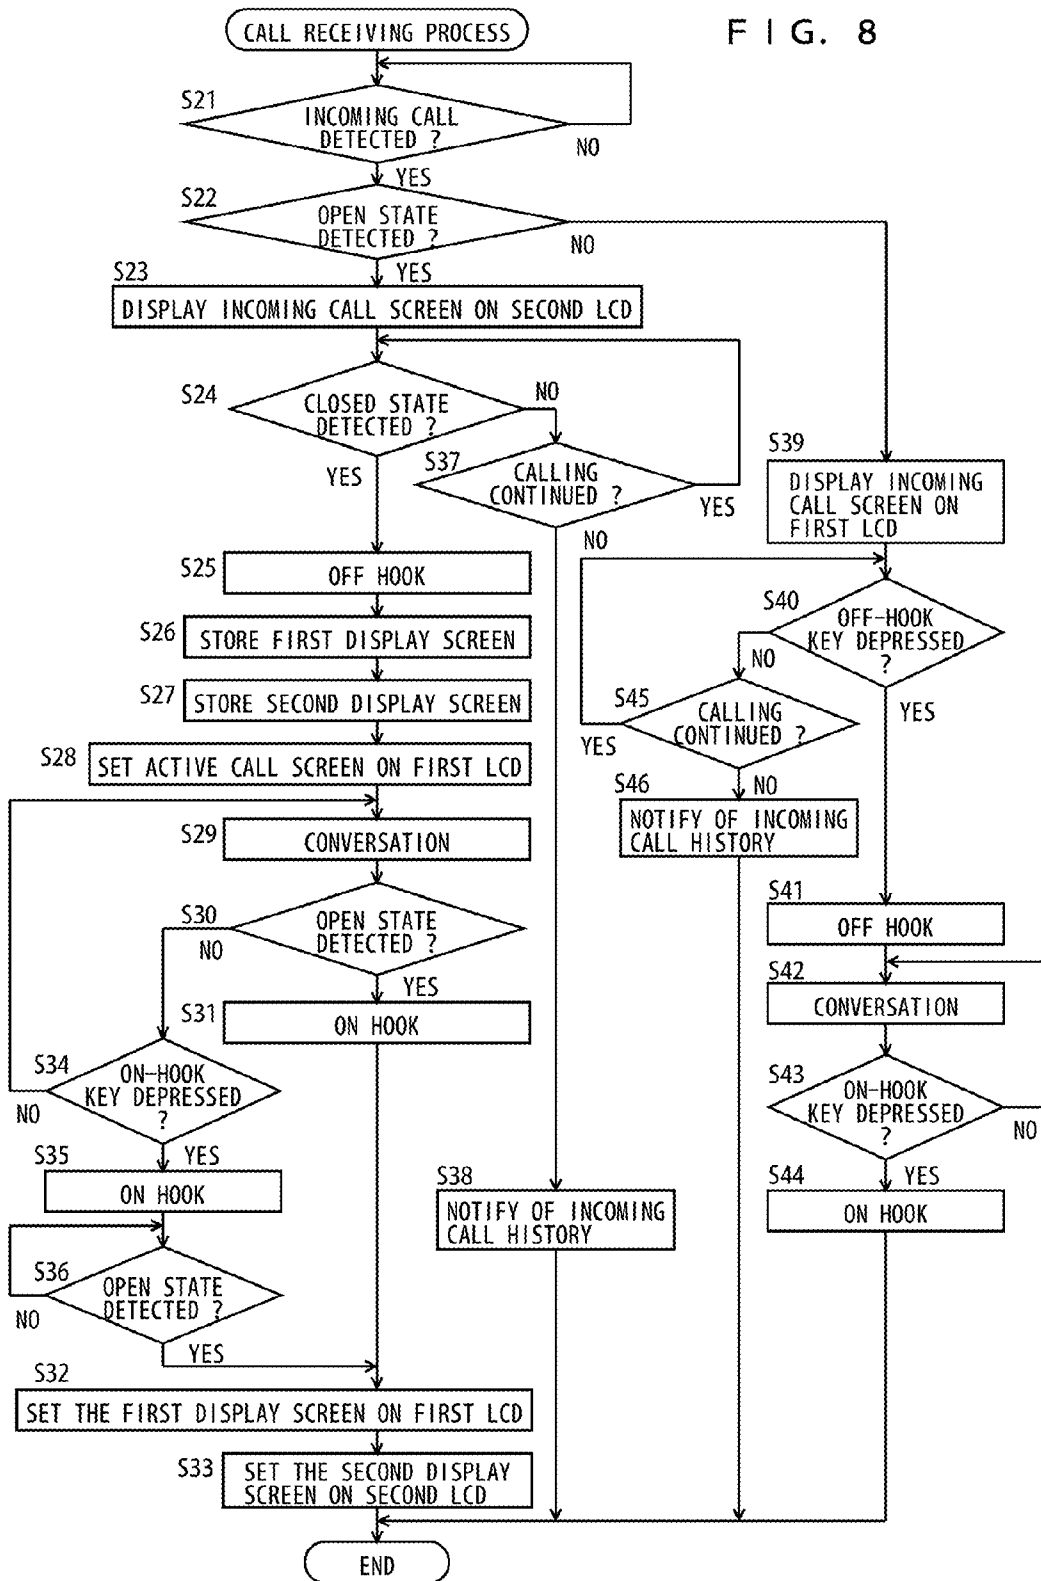 FIG. 8
CALL RECEIVING PROCESS
S21
INCOMING CALL
DETECTED ?
NO
YES
S22
OPEN STATE
DETECTED ?
NO
YES
S23
DISPLAY INCOMING CALL SCREEN ON SECOND LCD
S24
CLOSED STATE
DETECTED ?
NO
YES
S37
CALLING
CONTINUED ?
YES
NO
S25
OFF HOOK
S26
STORE FIRST DISPLAY SCREEN
S27
STORE SECOND DISPLAY SCREEN
S28
SET ACTIVE CALL SCREEN ON FIRST LCD
S29
CONVERSATION
S30
OPEN STATE
DETECTED ?
NO
YES
S31
ON HOOK
S34
ON-HOOK
KEY DEPRESSED
?
NO
YES
S35
ON HOOK
S36
OPEN STATE
DETECTED ?
NO
YES
S32
SET THE FIRST DISPLAY SCREEN ON FIRST LCD
S33
SET THE SECOND DISPLAY
SCREEN ON SECOND LCD
END
S38
NOTIFY OF INCOMING
CALL HISTORY
S39
DISPLAY INCOMING
CALL SCREEN ON
FIRST LCD
S40
OFF-HOOK
KEY DEPRESSED
?
NO
YES
S45
CALLING
CONTINUED ?
YES
NO
S46
NOTIFY OF INCOMING
CALL HISTORY
S41
OFF HOOK
S42
CONVERSATION
S43
ON-HOOK
KEY DEPRESSED
?
NO
YES
S44
ON HOOK